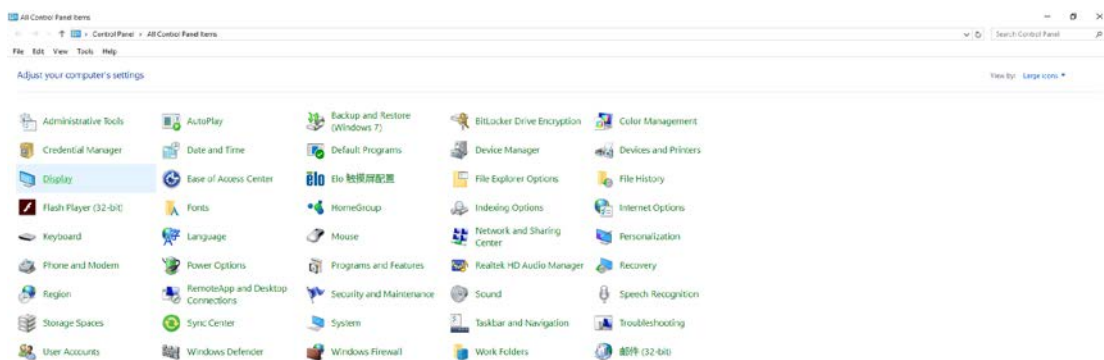 All Control Panel Items
Control Panel › All Control Panel Items
Search Control Panel
File Edit View Tools Help
Adjust your computer's settings
View by: Large icons
Administrative Tools
AutoPlay
Backup and Restore
(Windows 7)
BitLocker Drive Encryption
Color Management
Credential Manager
Date and Time
Default Programs
Device Manager
Devices and Printers
Display
Ease of Access Center
elo
Elo 触摸屏配置
File Explorer Options
File History
Flash Player (32-bit)
Fonts
HomeGroup
Indexing Options
Internet Options
Keyboard
Language
Mouse
Network and Sharing
Center
Personalization
Phone and Modem
Power Options
Programs and Features
Realtek HD Audio Manager
Recovery
Region
RemoteApp and Desktop
Connections
Security and Maintenance
Sound
Speech Recognition
Storage Spaces
Sync Center
System
Taskbar and Navigation
Troubleshooting
User Accounts
Windows Defender
Windows Firewall
Work Folders
邮件 (32-bit)